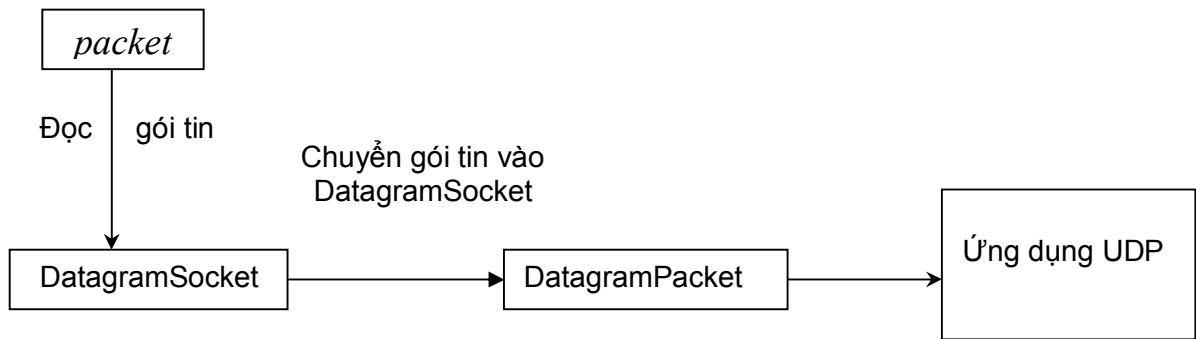 packet
Đọc gói tin
Chuyển gói tin vào
DatagramSocket
DatagramSocket
DatagramPacket
Ứng dụng UDP